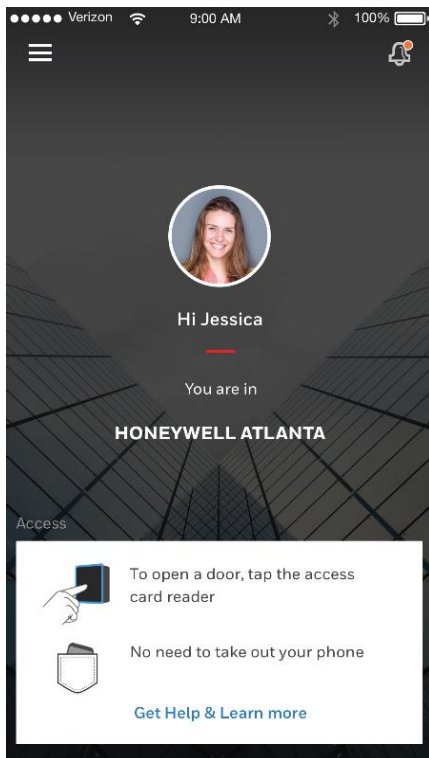 Verizon 9:00 AM 100%
Hi Jessica
You are in
HONEYWELL ATLANTA
Access
To open a door, tap the access
card reader
No need to take out your phone
Get Help & Learn more